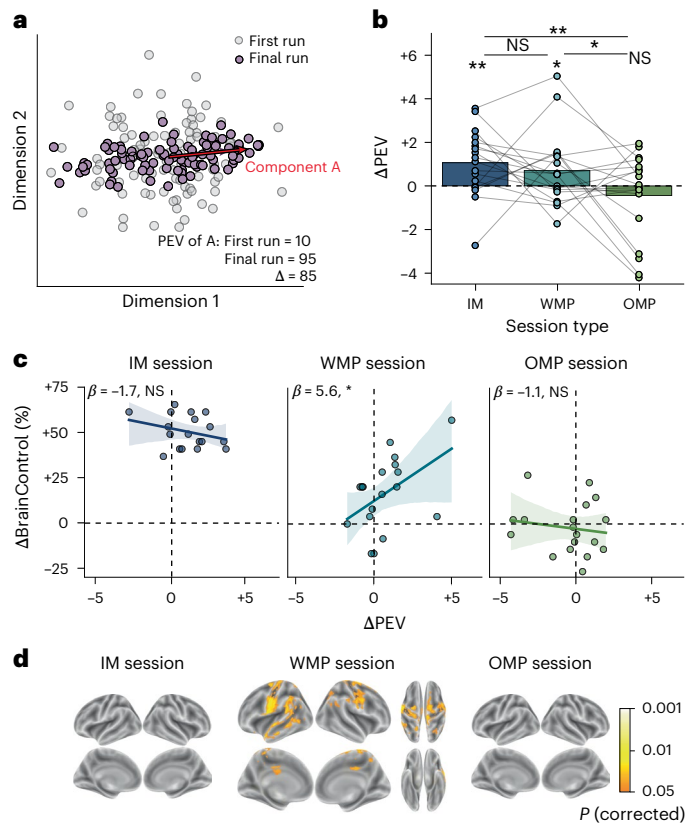 a
First run
Final run
Dimension 2
Component A
PEV of A: First run = 10
Final run = 95
Δ = 85
Dimension 1
b
**
NS
*
NS
**
*
+6
+4
+2
0
−2
−4
ΔPEV
IM
WMP
OMP
Session type
c
IM session
WMP session
OMP session
β = −1.7, NS
β = 5.6, *
β = −1.1, NS
+75
+50
+25
0
−25
ΔBrainControl (%)
−5
0
+5
−5
0
+5
−5
0
+5
ΔPEV
d
IM session
WMP session
OMP session
0.001
0.01
0.05
P (corrected)